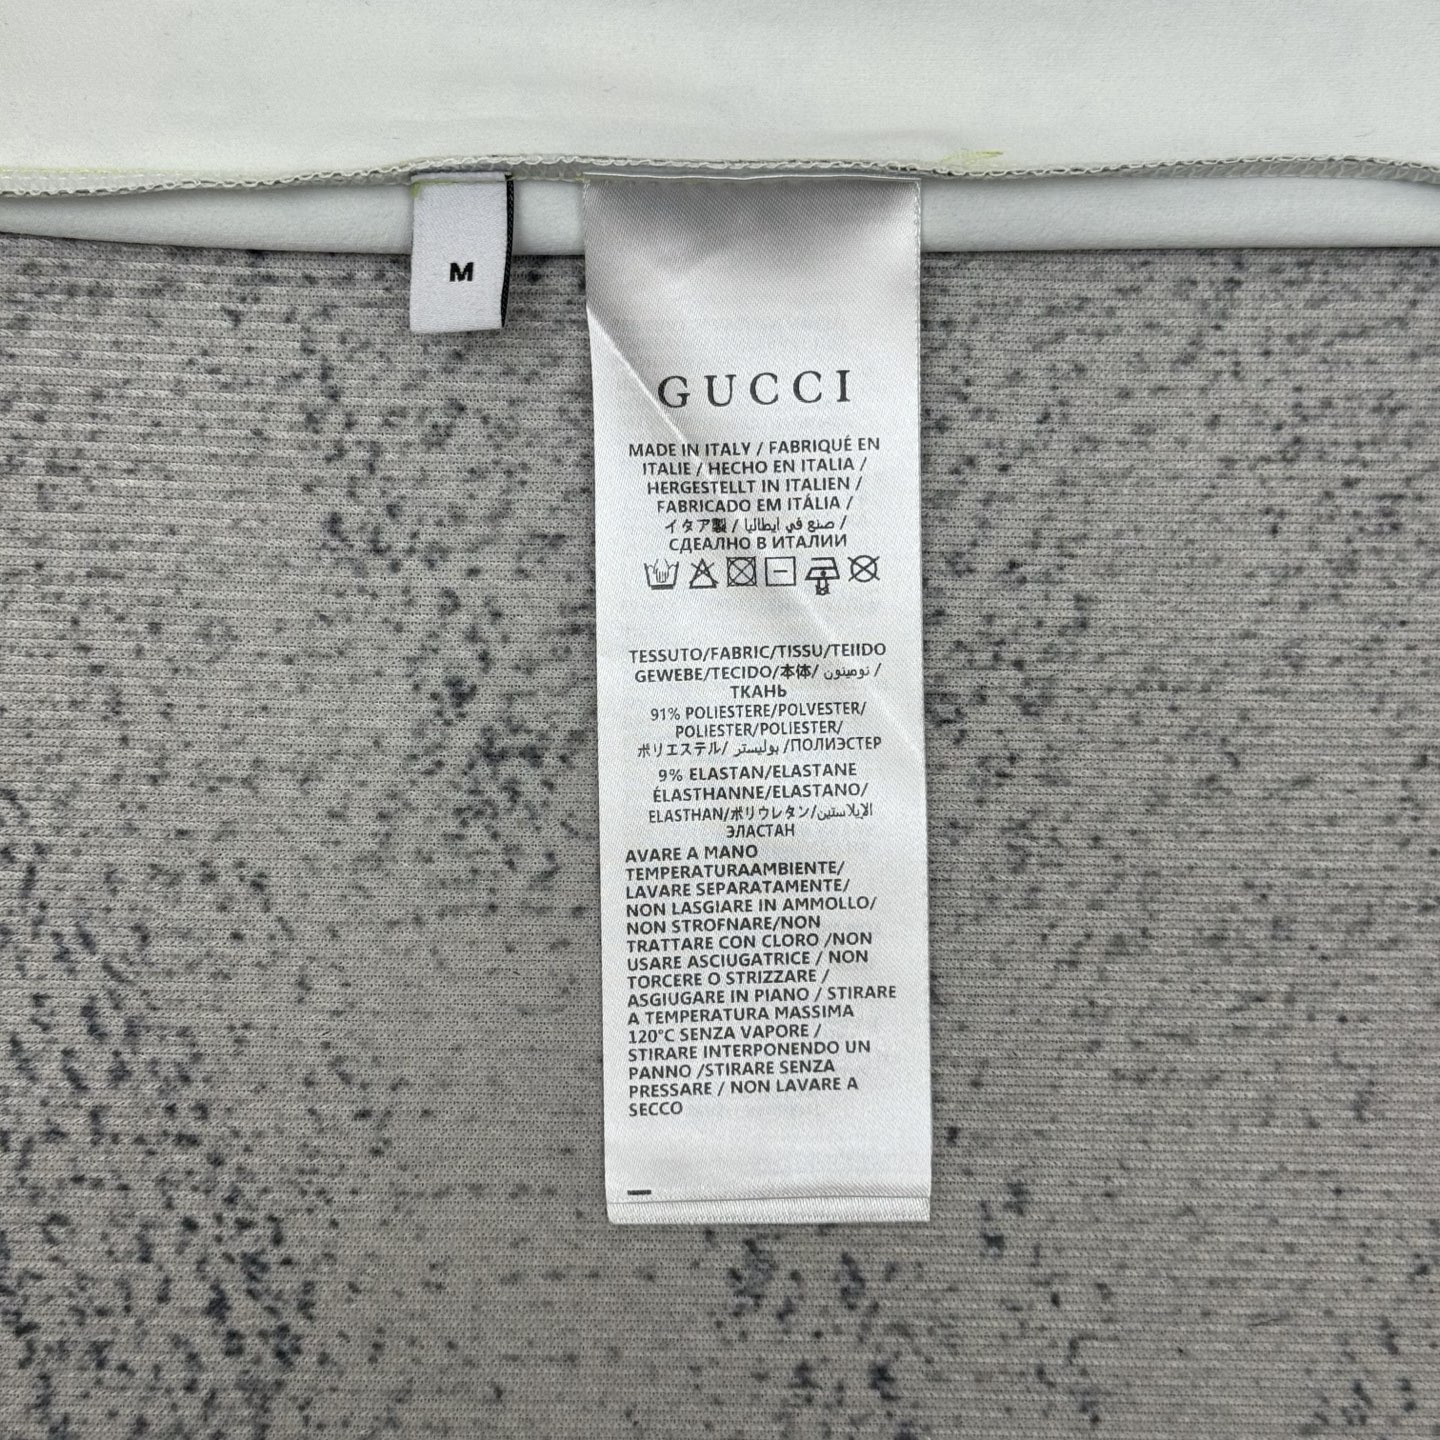 M
GUCCI
MADE IN ITALY / FABRIQUÉ EN
ITALIE / HECHO EN ITALIA /
HERGESTELLT IN ITALIEN /
FABRICADO EM ITÁLIA /
イタア製 / صنع في ايطاليا /
СДЕАЛНО В ИТАЛИИ
TESSUTO/FABRIC/TISSU/TEIIDO
GEWEBE/TECIDO/本体/ نومينون /
ТКАНЬ
91% POLIESTERE/POLVESTER/
POLIESTER/POLIESTER/
ポリエステル/ بوليستر /ПОЛИЭСТЕР
9% ELASTAN/ELASTANE
ÉLASTHANNE/ELASTANO/
ELASTHAN/ポリウレタン/الإيلاستين
ЭЛАСТАН
AVARE A MANO
TEMPERATURAAMBIENTE/
LAVARE SEPARATAMENTE/
NON LASGIARE IN AMMOLLO/
NON STROFNARE/NON
TRATTARE CON CLORO /NON
USARE ASCIUGATRICE / NON
TORCERE O STRIZZARE /
ASGIUGARE IN PIANO / STIRARE
A TEMPERATURA MASSIMA
120°C SENZA VAPORE /
STIRARE INTERPONENDO UN
PANNO /STIRARE SENZA
PRESSARE / NON LAVARE A
SECCO